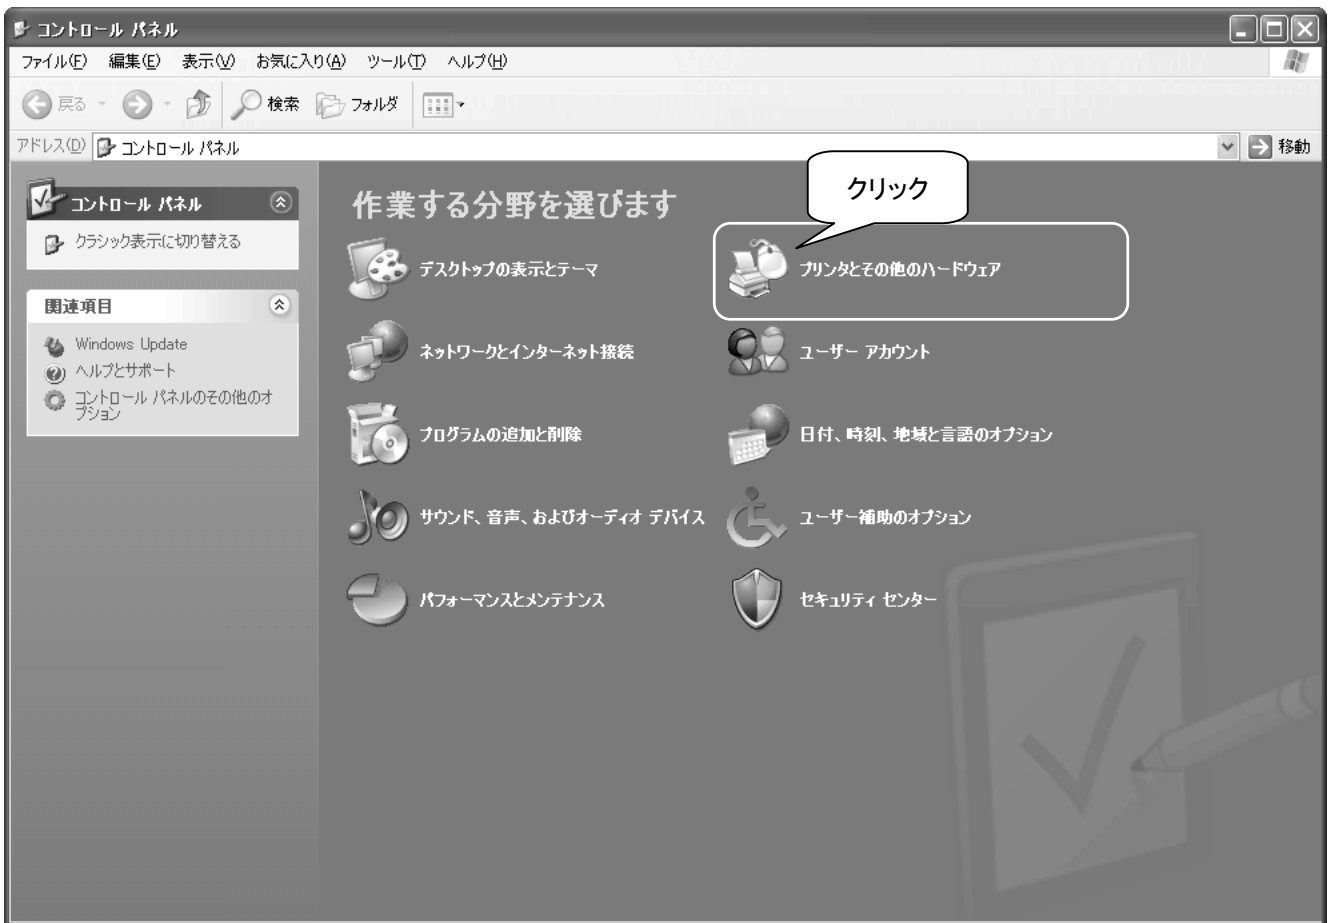 コントロール パネル
ファイル(F) 編集(E) 表示(V) お気に入り(A) ツール(T) ヘルプ(H)
戻る 検索 フォルダ
アドレス(D) コントロール パネル 移動
コントロール パネル
クラシック表示に切り替える
関連項目
Windows Update
ヘルプとサポート
コントロール パネルのその他のオ
プション
作業する分野を選びます
クリック
デスクトップの表示とテーマ
プリンタとその他のハードウェア
ネットワークとインターネット接続
ユーザー アカウント
プログラムの追加と削除
日付、時刻、地域と言語のオプション
サウンド、音声、およびオーディオ デバイス
ユーザー補助のオプション
パフォーマンスとメンテナンス
セキュリティ センター